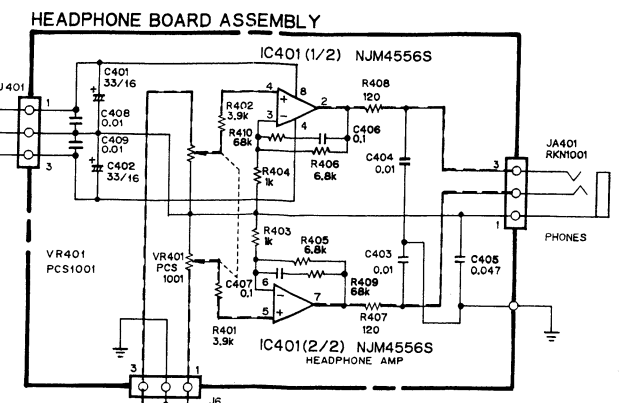 HEADPHONE BOARD ASSEMBLY
IC401(1/2) NJM4556S
J401
1
3
C401
33/16
C408
0.01
C409
0.01
C402
33/16
R402
3.9k
4
8
2
3
4
R410
68k
C406
0.1
R406
6.8k
R404
1k
R408
120
C404
0.01
JA401
RKN1001
3
1
PHONES
VR401
PCS1001
VR401
PCS
1001
R403
1k
R405
6.8k
C407
0.1
R409
68k
6
5
7
R401
3.9k
R407
120
C403
0.01
C405
0.047
IC401(2/2) NJM4556S
HEADPHONE AMP
3
1
J6